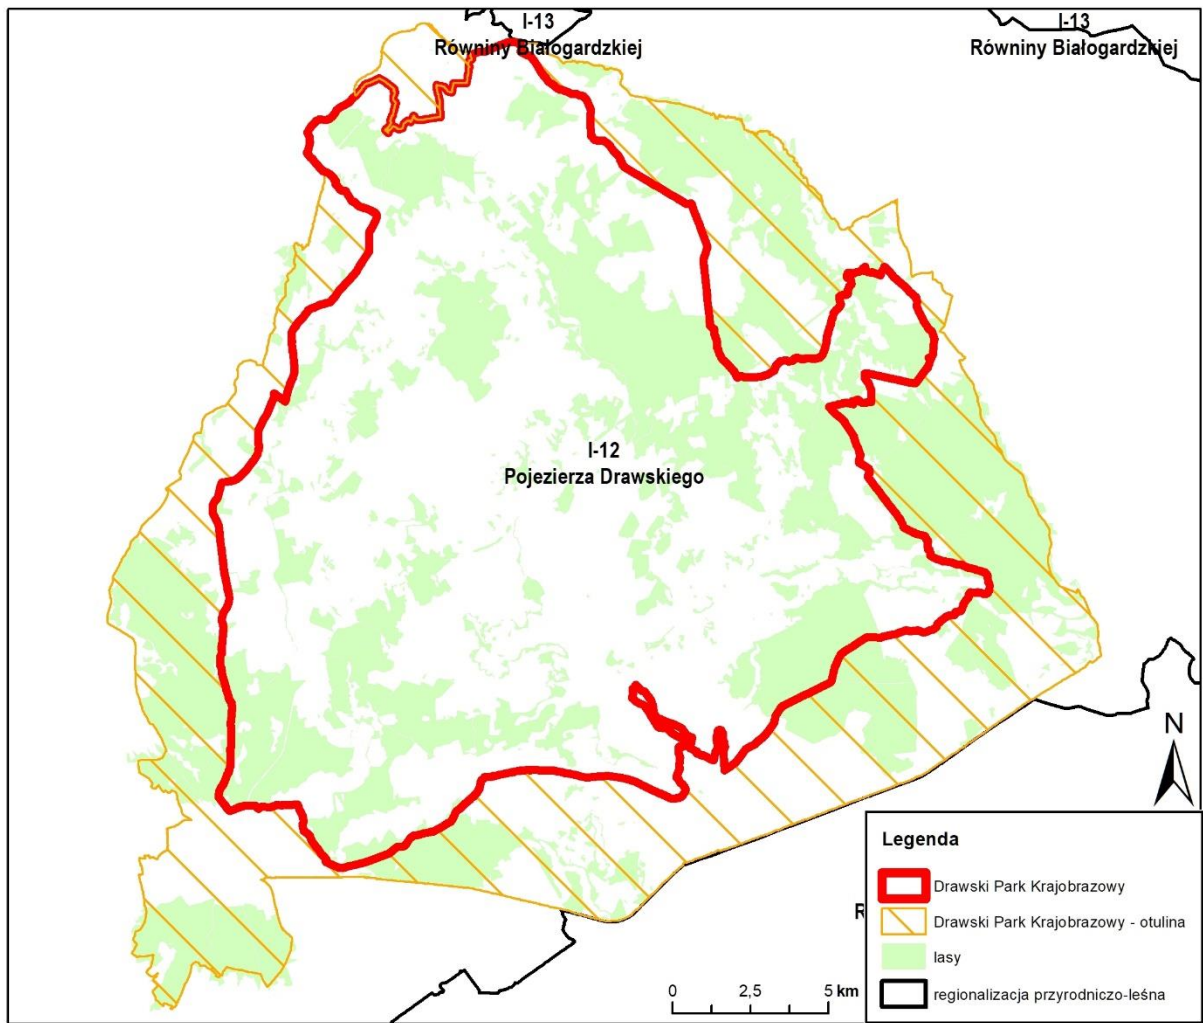 I-13
Równiny Białogardzkiej
I-13
Równiny Białogardzkiej
I-12
Pojezierza Drawskiego
N
Legenda
Drawski Park Krajobrazowy
Drawski Park Krajobrazowy - otulina
lasy
regionalizacja przyrodniczo-leśna
R
0 2,5 5 km